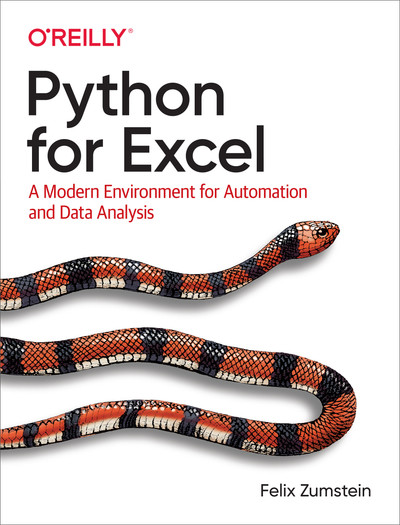 O'REILLY®
Python
for Excel
A Modern Environment for Automation
and Data Analysis
Felix Zumstein